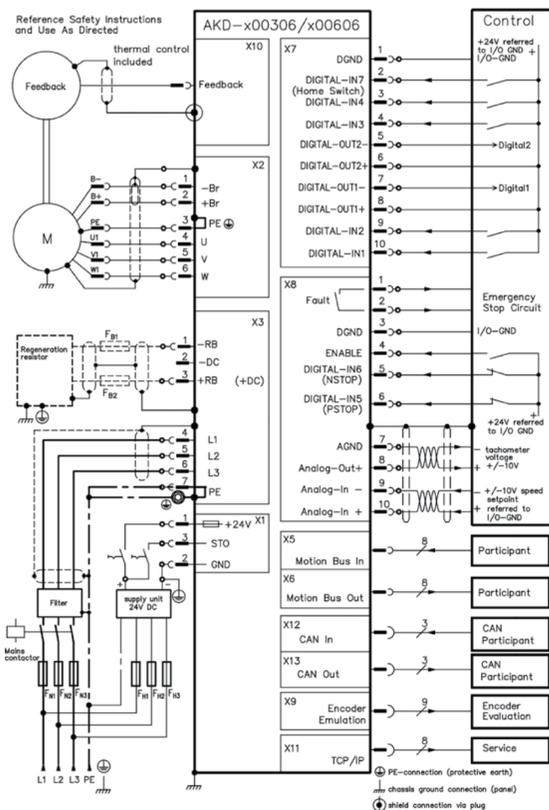 Reference Safety Instructions
and Use As Directed
thermal control
included
Feedback
B-
B+
PE
U1
V1
W1
M
Regeneration
resistor
FB1
FB2
Filter
supply unit
24V DC
+
-
Mains
contactor
FN1
FN2
FN3
FH1
FH2
FH3
L1
L2
L3
PE
AKD-x00306/x00606
X10
Feedback
X2
1
-Br
2
+Br
3
PE
4
U
5
V
6
W
X3
1
-RB
2
-DC
3
+RB
(+DC)
4
L1
5
L2
6
L3
7
PE
X1
1
+24V
3
STO
2
GND
X7
DGND
1
DIGITAL-IN7
(Home Switch)
2
DIGITAL-IN4
3
DIGITAL-IN3
4
DIGITAL-OUT2-
5
DIGITAL-OUT2+
6
DIGITAL-OUT1-
7
DIGITAL-OUT1+
8
DIGITAL-IN2
9
DIGITAL-IN1
10
X8
Fault
1
2
DGND
3
ENABLE
4
DIGITAL-IN6
(NSTOP)
5
DIGITAL-IN5
(PSTOP)
6
AGND
7
Analog-Out+
8
Analog-In -
9
Analog-In +
10
X5
Motion Bus In
8
X6
Motion Bus Out
8
X12
CAN In
3
X13
CAN Out
3
X9
Encoder
Emulation
9
X11
TCP/IP
8
Control
+24V referred
to I/O GND +
I/O-GND
Digital2
Digital1
Emergency
Stop Circuit
I/O-GND
+24V referred
to I/O GND
- tachometer
voltage
+ +/-10V
- +/-10V speed
setpoint
+ referred to
I/O-GND
Participant
Participant
CAN
Participant
CAN
Participant
Encoder
Evaluation
Service
PE-connection (protective earth)
chassis ground connection (panel)
shield connection via plug